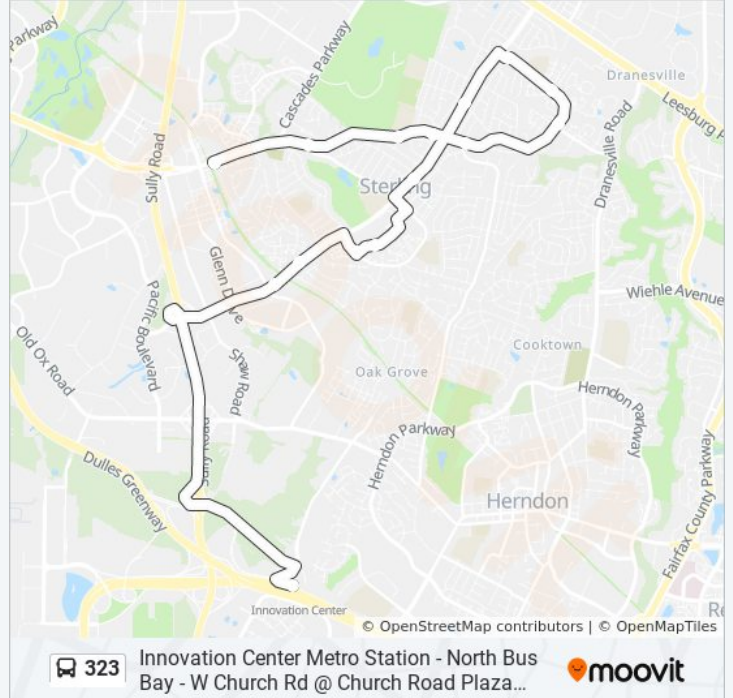 Parkway
Cascades Parkway
Dranesville
Leesburg P
Sully Road
Dranesville Road
Sterling
Glenn Drive
Wiehle Avenue
Pacific Boulevard
Old Ox Road
Cooktown
Shaw Road
Oak Grove
Herndon Parkway
Herndon Parkway
Sully Road
Dulles Greenway
Herndon
Fairfax County Parkway
Re
Innovation Center
© OpenStreetMap contributors | © OpenMapTiles
323
Innovation Center Metro Station - North Bus
Bay - W Church Rd @ Church Road Plaza…
moovit